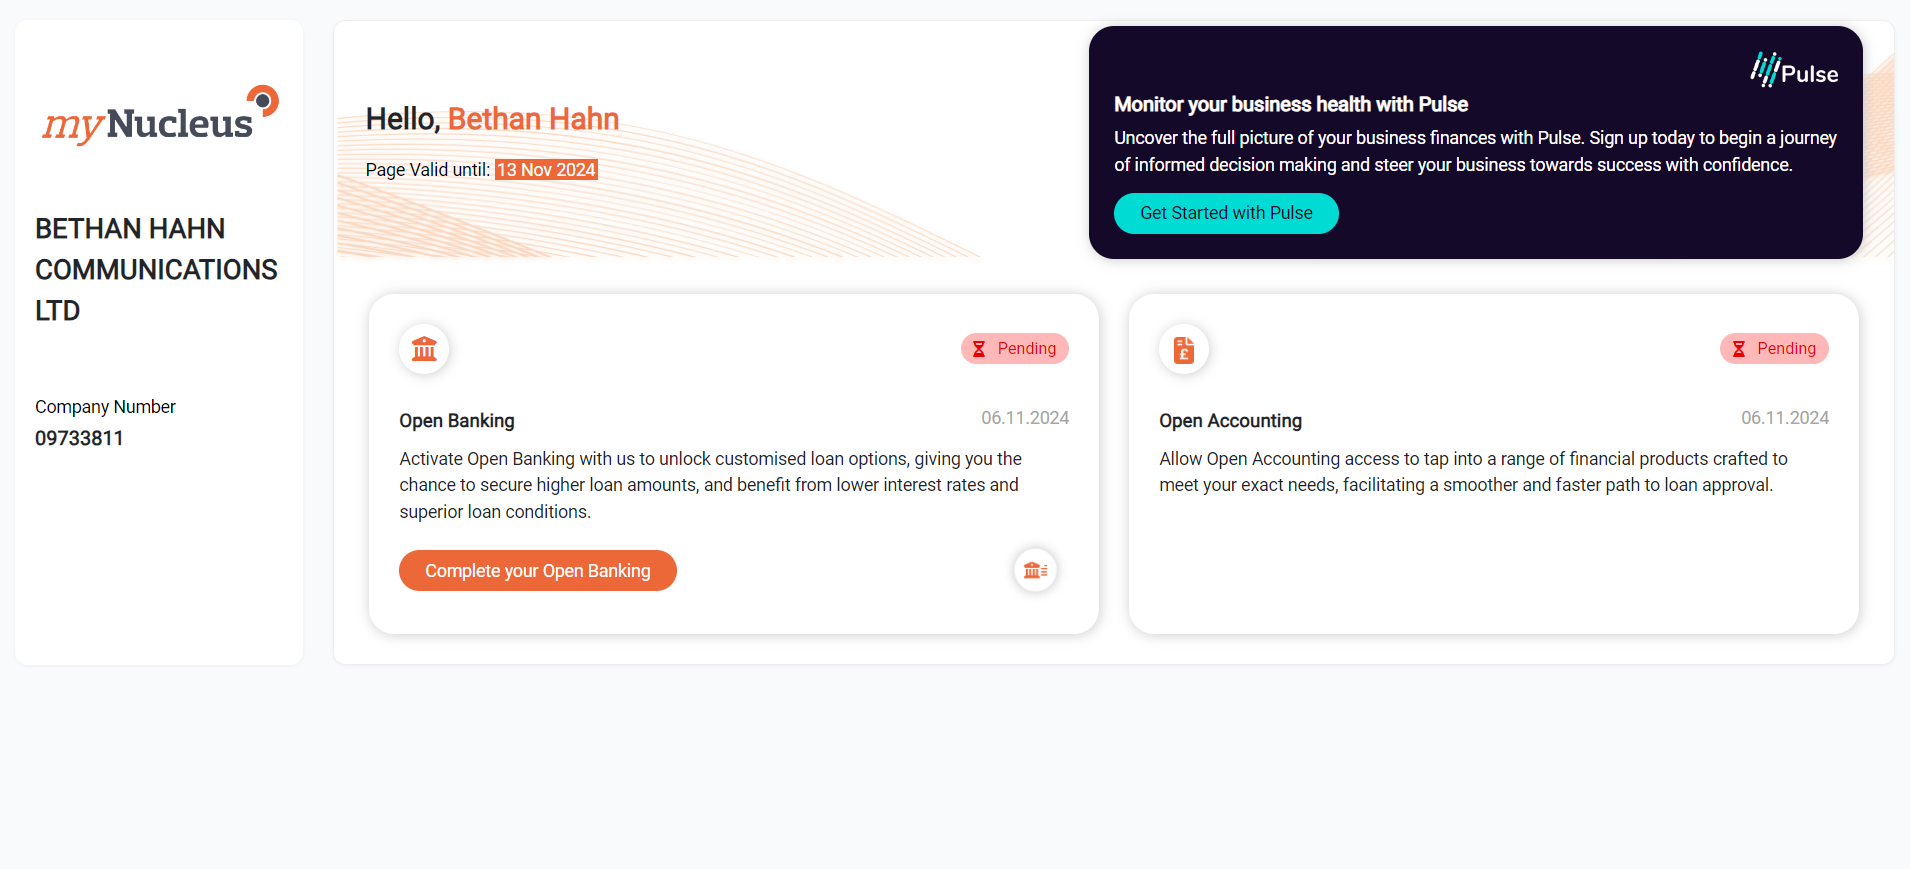 myNucleus
BETHAN HAHN
COMMUNICATIONS
LTD
Company Number
09733811
Hello, Bethan Hahn
Page Valid until: 13 Nov 2024
Pulse
Monitor your business health with Pulse
Uncover the full picture of your business finances with Pulse. Sign up today to begin a journey
of informed decision making and steer your business towards success with confidence.
Get Started with Pulse
Pending
Open Banking
06.11.2024
Activate Open Banking with us to unlock customised loan options, giving you the
chance to secure higher loan amounts, and benefit from lower interest rates and
superior loan conditions.
Complete your Open Banking
Pending
Open Accounting
06.11.2024
Allow Open Accounting access to tap into a range of financial products crafted to
meet your exact needs, facilitating a smoother and faster path to loan approval.